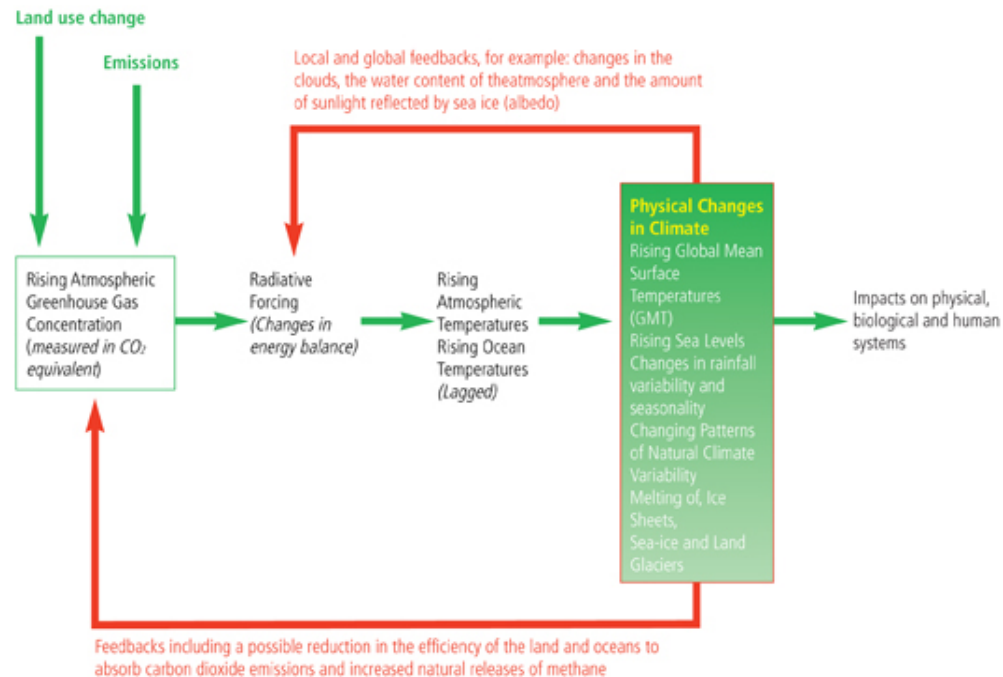 Land use change
Emissions
Local and global feedbacks, for example: changes in the
clouds, the water content of theatmosphere and the amount
of sunlight reflected by sea ice (albedo)
Rising Atmospheric
Greenhouse Gas
Concentration
(measured in CO₂
equivalent)
Radiative
Forcing
(Changes in
energy balance)
Rising
Atmospheric
Temperatures
Rising Ocean
Temperatures
(Lagged)
Physical Changes
in Climate
Rising Global Mean
Surface
Temperatures
(GMT)
Rising Sea Levels
Changes in rainfall
variability and
seasonality
Changing Patterns
of Natural Climate
Variability
Melting of, Ice
Sheets,
Sea-ice and Land
Glaciers
Impacts on physical,
biological and human
systems
Feedbacks including a possible reduction in the efficiency of the land and oceans to
absorb carbon dioxide emissions and increased natural releases of methane